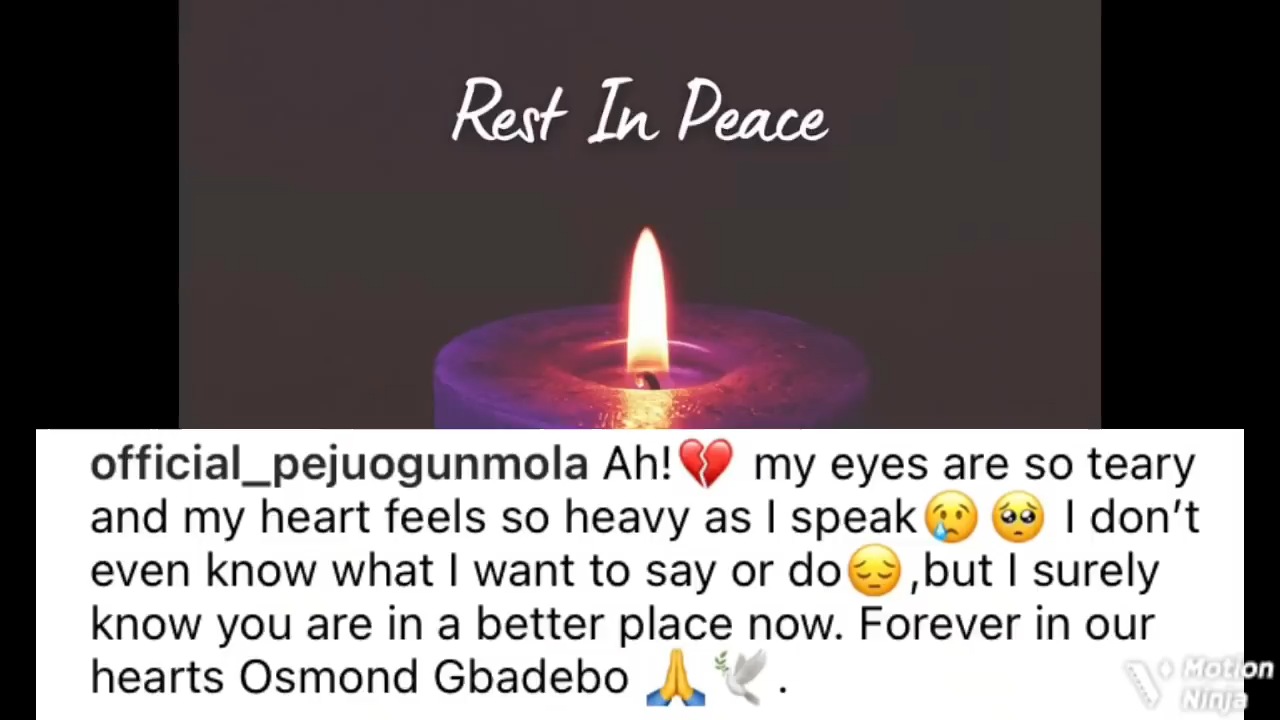 Rest In Peace
official_pejuogunmola Ah!💔 my eyes are so teary
and my heart feels so heavy as I speak😢🥺 I don’t
even know what I want to say or do😔,but I surely
know you are in a better place now. Forever in our
hearts Osmond Gbadebo 🙏🕊️.
Motion
Ninja